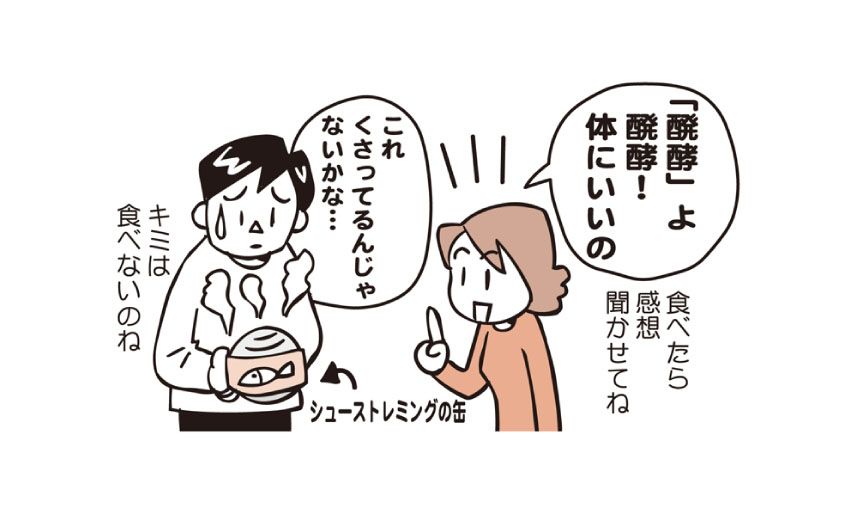 「醗酵」よ
醗酵！
体にいいの
食べたら
感想
聞かせてね
これ
くさってるんじゃ
ないかな…
キミは
食べないのね
シューストレミングの缶